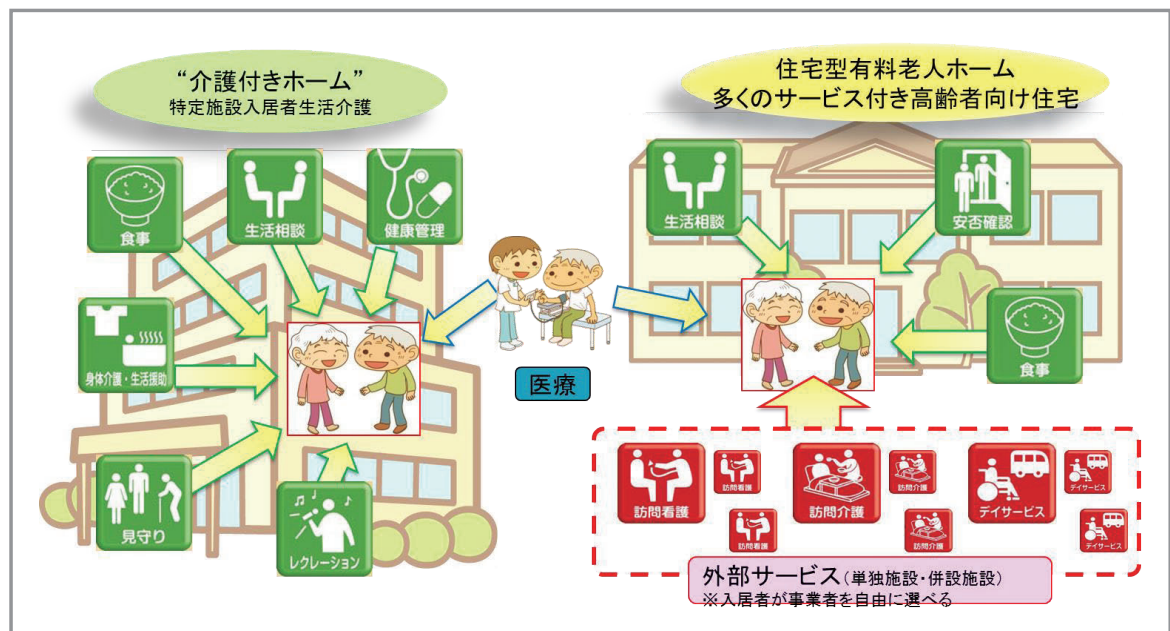 “介護付きホーム”
特定施設入居者生活介護
食事
生活相談
健康管理
身体介護・生活援助
見守り
レクレーション
医療
住宅型有料老人ホーム
多くのサービス付き高齢者向け住宅
生活相談
安否確認
食事
訪問看護
訪問看護
訪問看護
訪問介護
訪問介護
訪問介護
デイサービス
デイサービス
デイサービス
外部サービス(単独施設・併設施設)
※入居者が事業者を自由に選べる